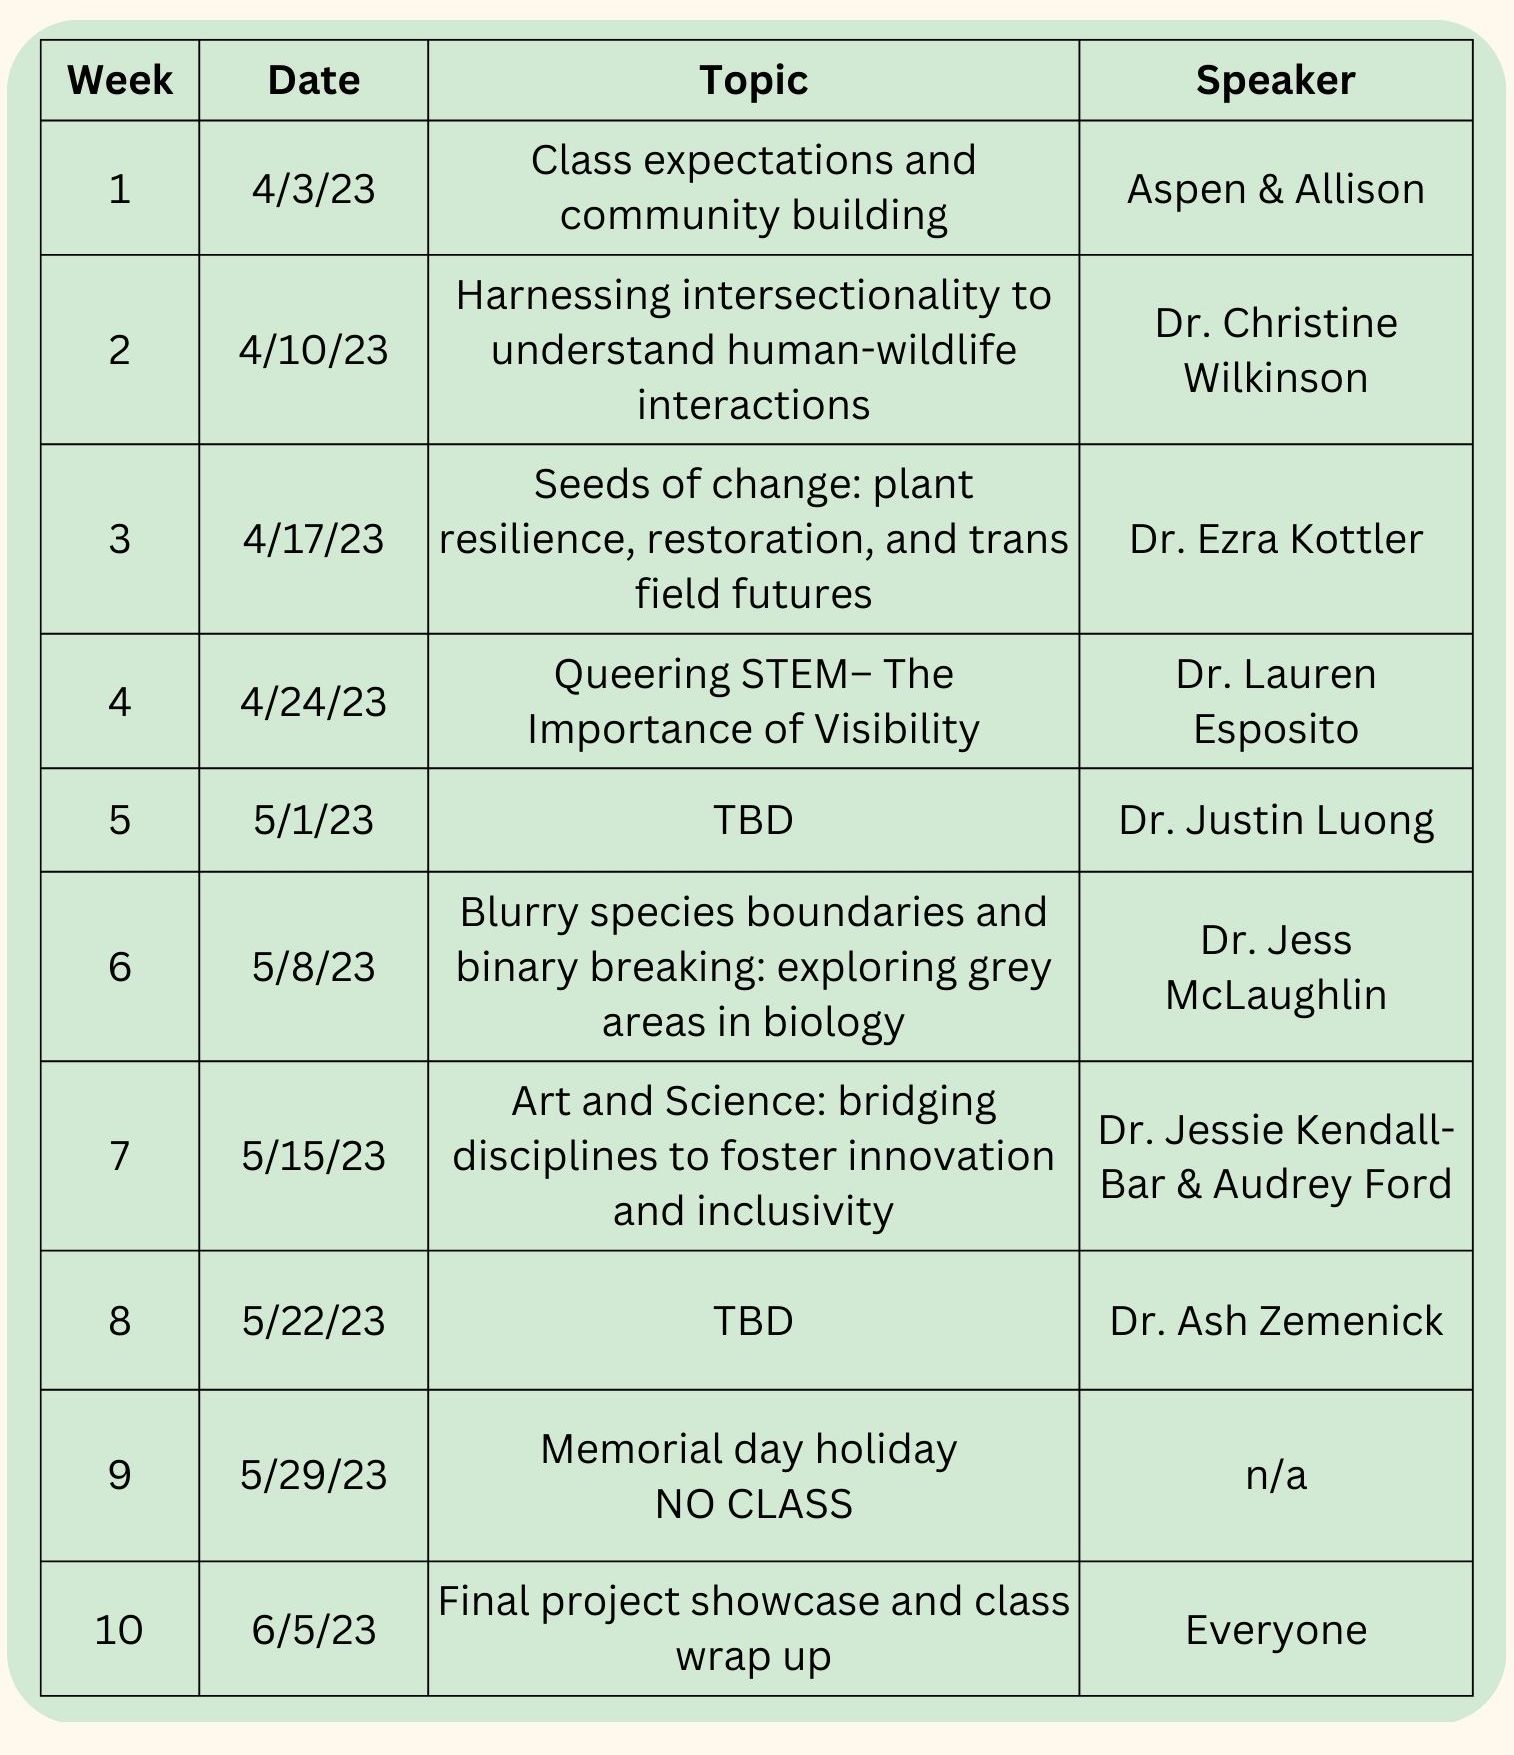 Week Date Topic Speaker
1 4/3/23 Class expectations and
community building Aspen & Allison
2 4/10/23 Harnessing intersectionality to
understand human-wildlife
interactions Dr. Christine
Wilkinson
3 4/17/23 Seeds of change: plant
resilience, restoration, and trans
field futures Dr. Ezra Kottler
4 4/24/23 Queering STEM– The
Importance of Visibility Dr. Lauren
Esposito
5 5/1/23 TBD Dr. Justin Luong
6 5/8/23 Blurry species boundaries and
binary breaking: exploring grey
areas in biology Dr. Jess
McLaughlin
7 5/15/23 Art and Science: bridging
disciplines to foster innovation
and inclusivity Dr. Jessie Kendall-
Bar & Audrey Ford
8 5/22/23 TBD Dr. Ash Zemenick
9 5/29/23 Memorial day holiday
NO CLASS n/a
10 6/5/23 Final project showcase and class
wrap up Everyone